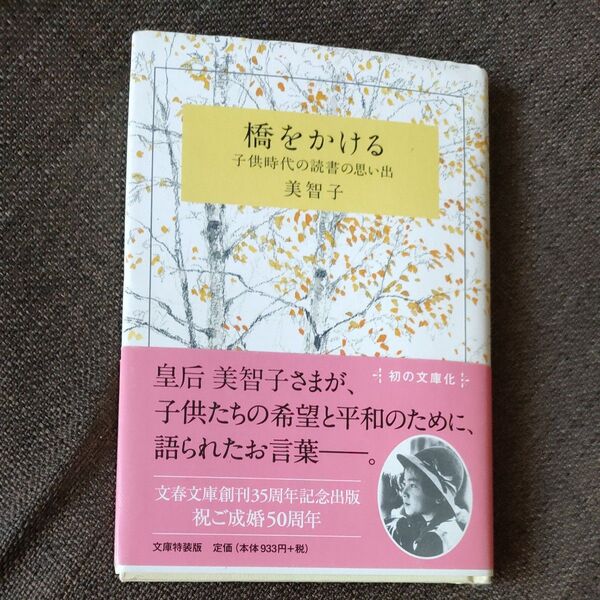 橋をかける
子供時代の読書の思い出
美智子
皇后 美智子さまが、
初の文庫化
子供たちの希望と平和のために、
語られたお言葉――。
文春文庫創刊35周年記念出版
祝ご成婚50周年
文庫特装版 定価(本体933円+税)